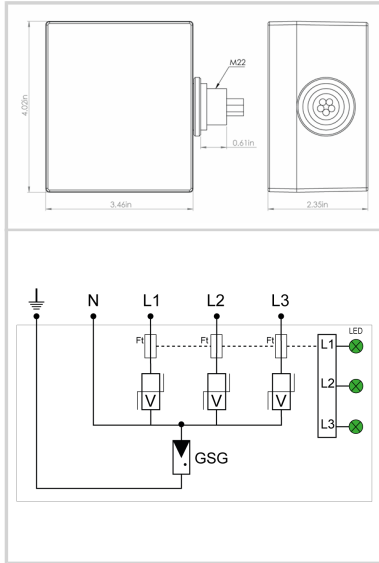 M22
4.02in
0.61in
3.46in
2.35in
N L1 L2 L3
LED
Ft Ft Ft L1
V V V L2
L3
GSG